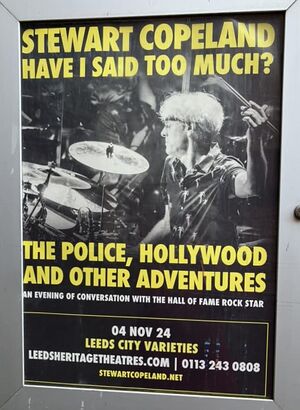 STEWART COPELAND
HAVE I SAID TOO MUCH?
THE POLICE, HOLLYWOOD
AND OTHER ADVENTURES
AN EVENING OF CONVERSATION WITH THE HALL OF FAME ROCK STAR
04 NOV 24
LEEDS CITY VARIETIES
LEEDSHERITAGETHEATRES.COM | 0113 243 0808
STEWARTCOPELAND.NET